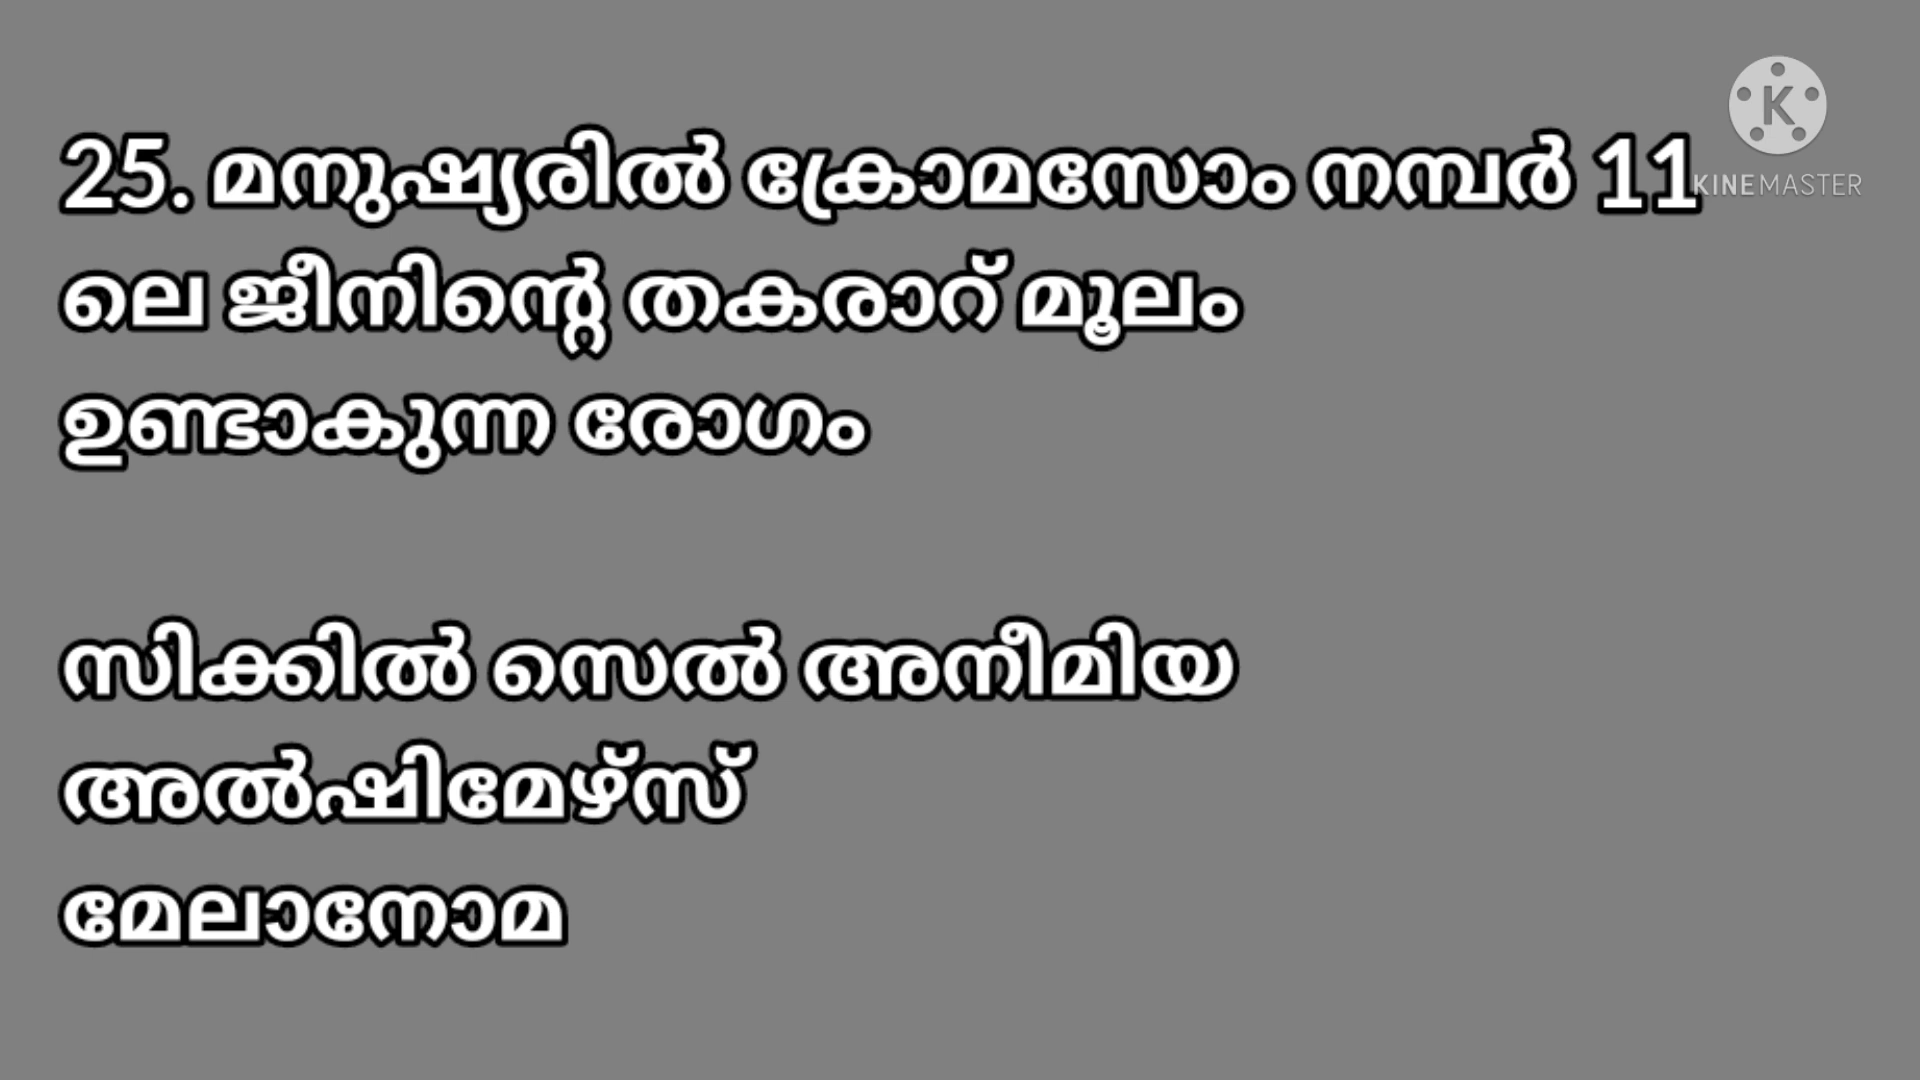 25. മനുഷ്യരിൽ ക്രോമസോം നമ്പർ 11
ലെ ജീനിന്റെ തകരാറ് മൂലം
ഉണ്ടാകുന്ന രോഗം
സിക്കിൽ സെൽ അനീമിയ
അൽഷിമേഴ്സ്
മേലാനോമ
K
KINEMASTER